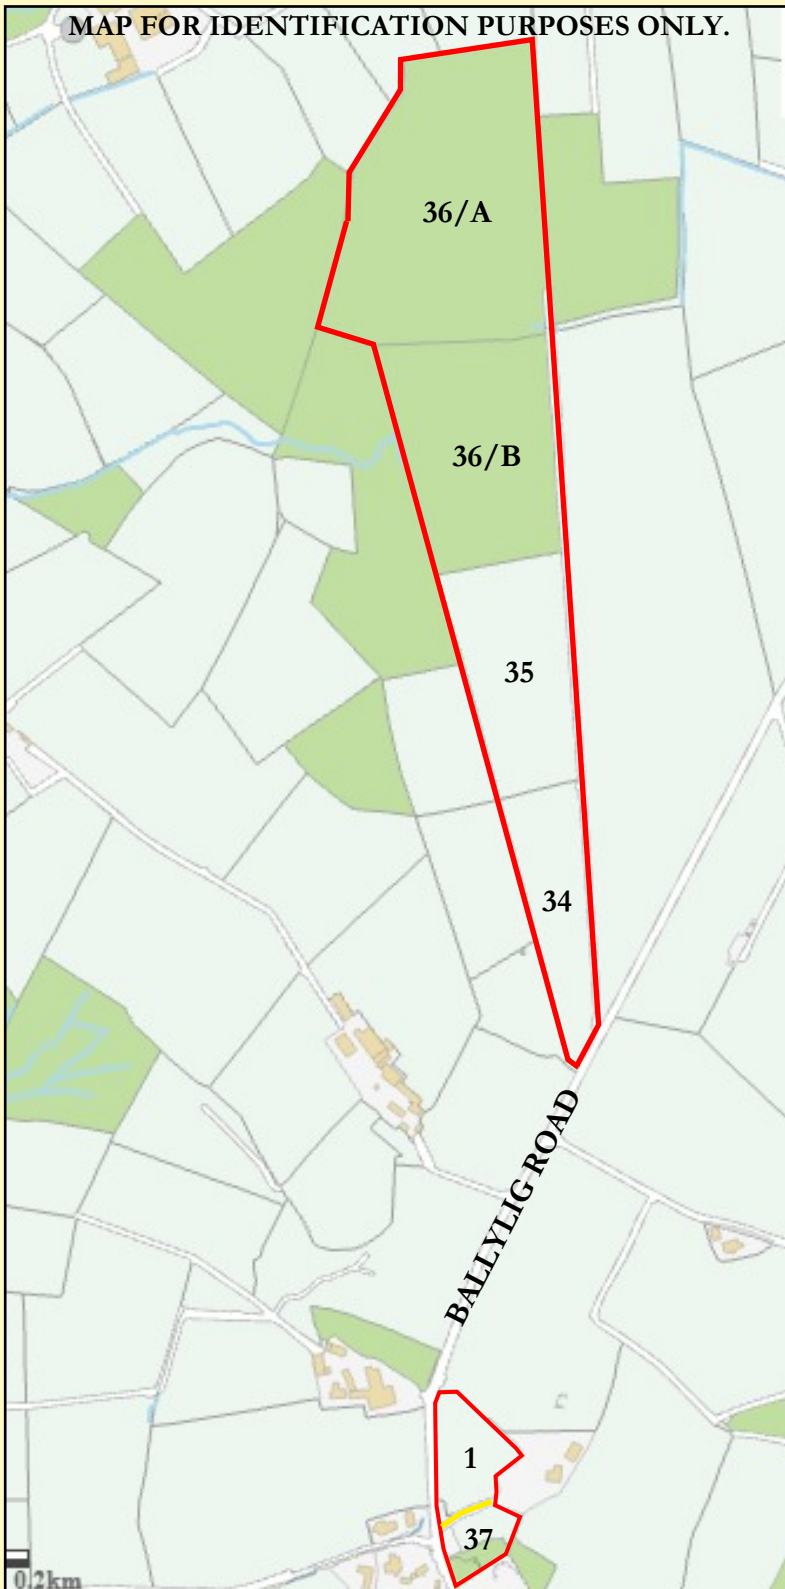 MAP FOR IDENTIFICATION PURPOSES ONLY.
36/A
36/B
35
34
BALLYLIG ROAD
1
37
0.2km